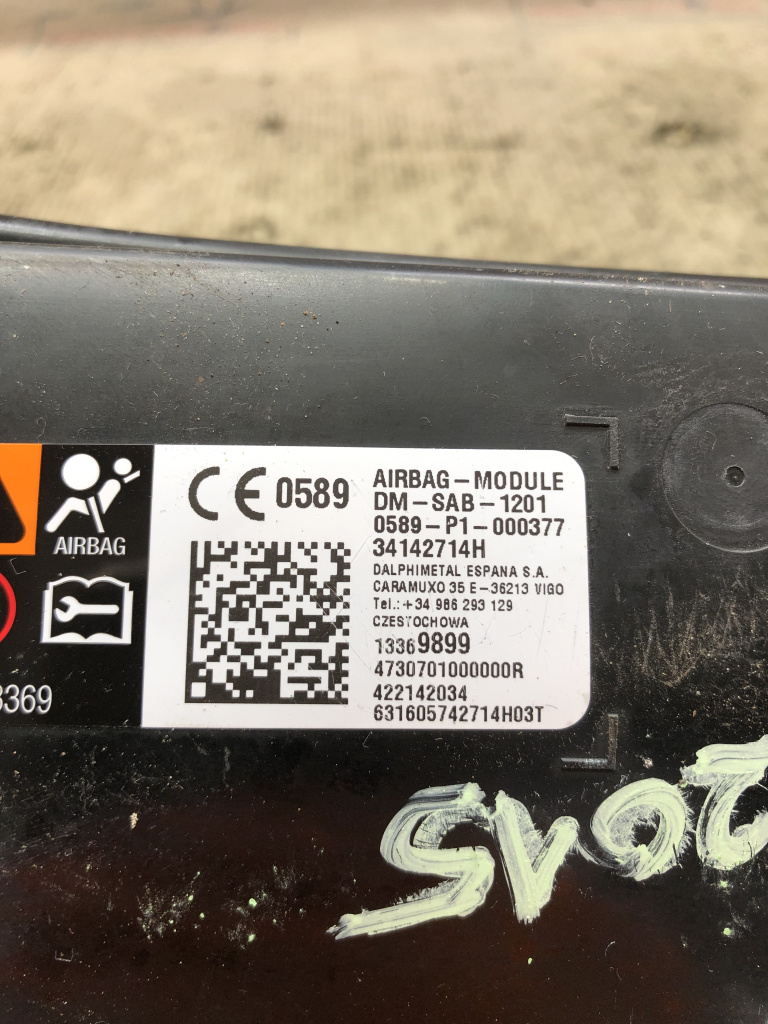 CE 0589
AIRBAG-MODULE
DM-SAB-1201
0589-P1-000377
34142714H
DALPHIMETAL ESPANA S.A.
CARAMUXO 35 E-36213 VIGO
Tel.: +34 986 293 129
CZESTOCHOWA
13369899
4730701000000R
422142034
631605742714H03T
AIRBAG
3369